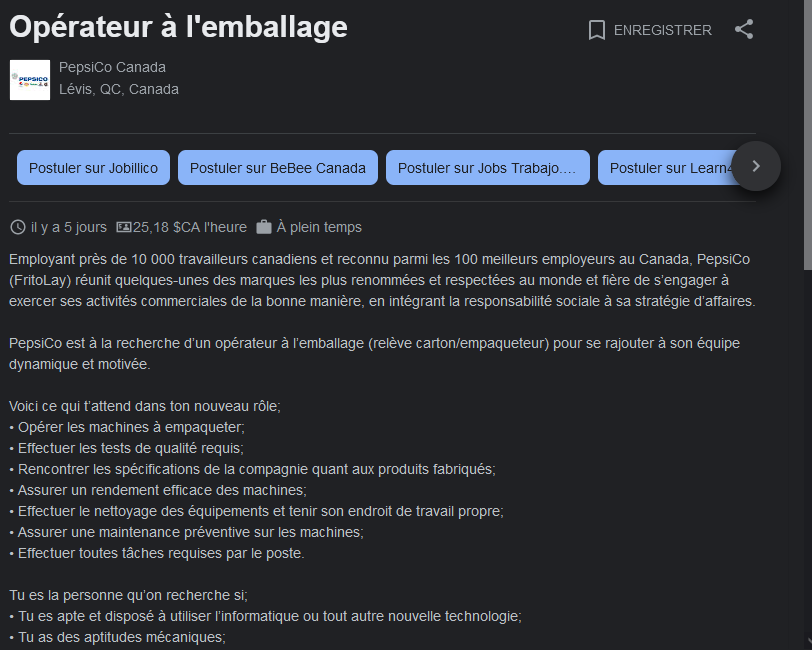 Opérateur à l'emballage
ENREGISTRER
PEPSICO
PepsiCo Canada
Lévis, QC, Canada
Postuler sur Jobillico
Postuler sur BeBee Canada
Postuler sur Jobs Trabajo....
Postuler sur Learn4
il y a 5 jours
25,18 $CA l'heure
À plein temps
Employant près de 10 000 travailleurs canadiens et reconnu parmi les 100 meilleurs employeurs au Canada, PepsiCo
(FritoLay) réunit quelques-unes des marques les plus renommées et respectées au monde et fière de s’engager à
exercer ses activités commerciales de la bonne manière, en intégrant la responsabilité sociale à sa stratégie d’affaires.
PepsiCo est à la recherche d’un opérateur à l’emballage (relève carton/empaqueteur) pour se rajouter à son équipe
dynamique et motivée.
Voici ce qui t’attend dans ton nouveau rôle;
• Opérer les machines à empaqueter;
• Effectuer les tests de qualité requis;
• Rencontrer les spécifications de la compagnie quant aux produits fabriqués;
• Assurer un rendement efficace des machines;
• Effectuer le nettoyage des équipements et tenir son endroit de travail propre;
• Assurer une maintenance préventive sur les machines;
• Effectuer toutes tâches requises par le poste.
Tu es la personne qu’on recherche si;
• Tu es apte et disposé à utiliser l’informatique ou tout autre nouvelle technologie;
• Tu as des aptitudes mécaniques;